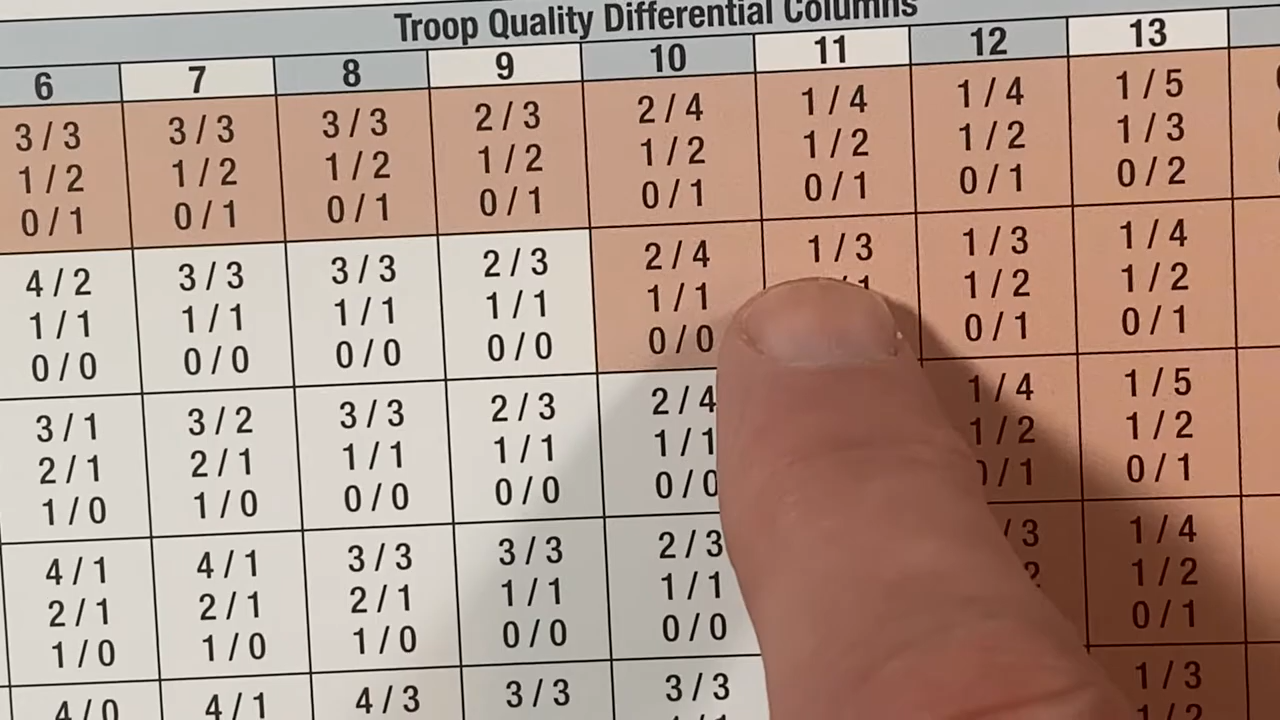 Troop Quality Differential Columns
6 7 8 9 10 11 12 13
3 / 3 3 / 3 3 / 3 2 / 3 2 / 4 1 / 4 1 / 4 1 / 5
1 / 2 1 / 2 1 / 2 1 / 2 1 / 2 1 / 2 1 / 2 1 / 3
0 / 1 0 / 1 0 / 1 0 / 1 0 / 1 0 / 1 0 / 1 0 / 2
4 / 2 3 / 3 3 / 3 2 / 3 2 / 4 1 / 3 1 / 3 1 / 4
1 / 1 1 / 1 1 / 1 1 / 1 1 / 1 1 / 2 1 / 2
0 / 0 0 / 0 0 / 0 0 / 0 0 / 0 0 / 1 0 / 1
3 / 1 3 / 2 3 / 3 2 / 3 2 / 4 1 / 4 1 / 5
2 / 1 2 / 1 1 / 1 1 / 1 1 / 1 1 / 2 1 / 2
1 / 0 1 / 0 0 / 0 0 / 0 0 / 0 / 1 0 / 1
4 / 1 4 / 1 3 / 3 3 / 3 2 / 3 / 3 1 / 4
2 / 1 2 / 1 2 / 1 1 / 1 1 / 1 2 1 / 2
1 / 0 1 / 0 1 / 0 0 / 0 0 / 0 0 / 1
4 / 0 4 / 1 4 / 3 3 / 3 3 / 3 1 / 3
1 / 2